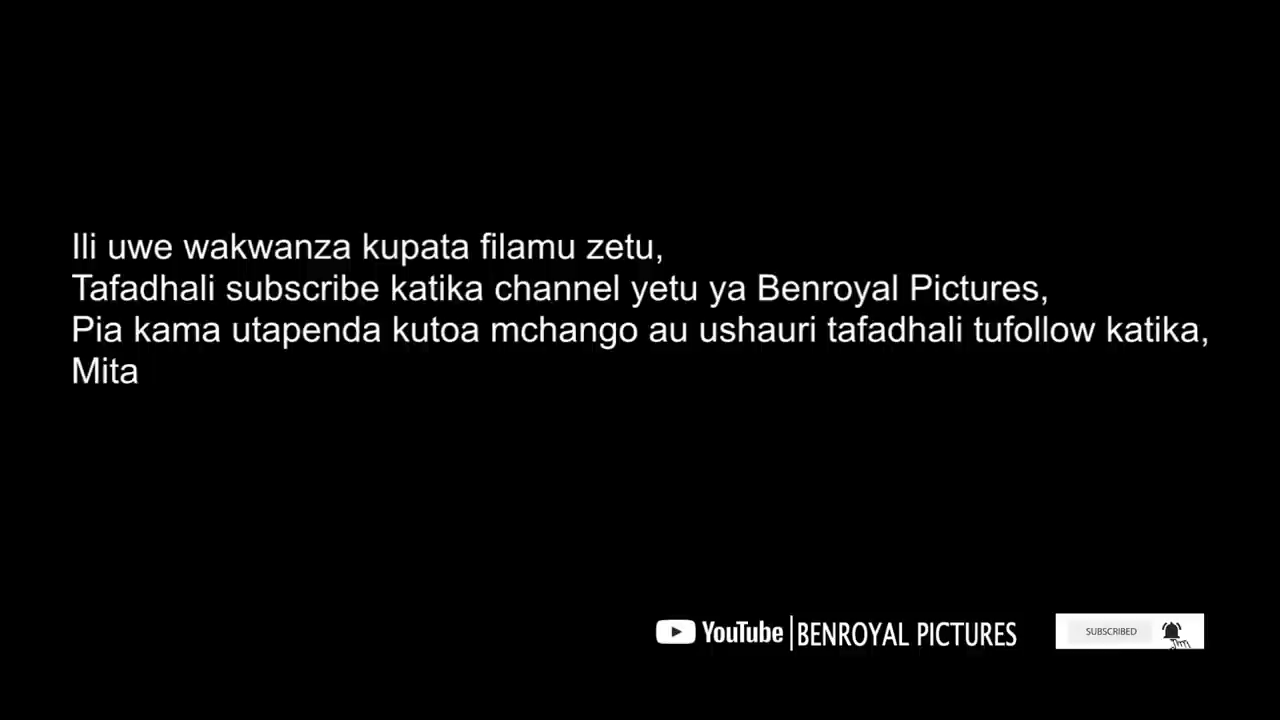 Ili uwe wakwanza kupata filamu zetu,
Tafadhali subscribe katika channel yetu ya Benroyal Pictures,
Pia kama utapenda kutoa mchango au ushauri tafadhali tufollow katika,
Mita
YouTube | BENROYAL PICTURES
SUBSCRIBED